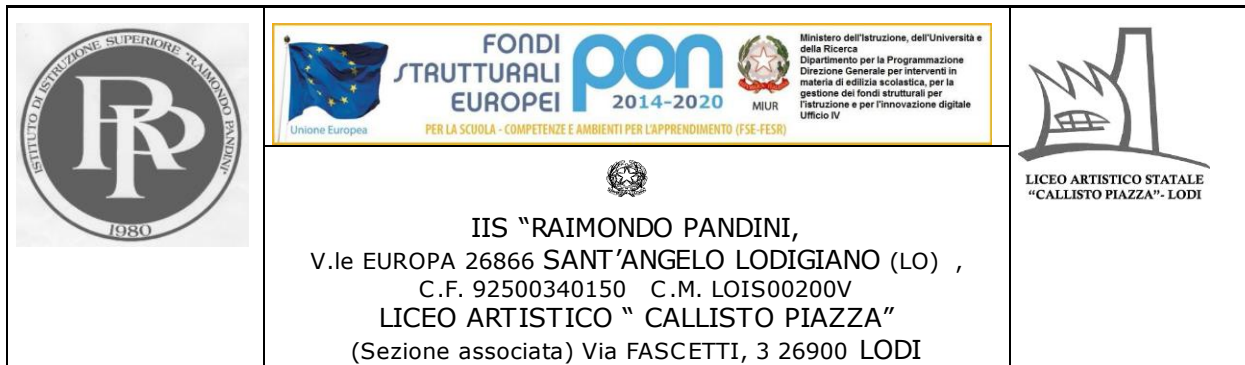 ISTITUTO DI ISTRUZIONE SUPERIORE "RAIMONDO PANDINI"
1980
Unione Europea
FONDI
STRUTTURALI
EUROPEI
pon
2014-2020
MIUR
Ministero dell'Istruzione, dell'Università e
della Ricerca
Dipartimento per la Programmazione
Direzione Generale per interventi in
materia di edilizia scolastica, per la
gestione dei fondi strutturali per
l'istruzione e per l'innovazione digitale
Ufficio IV
PER LA SCUOLA - COMPETENZE E AMBIENTI PER L'APPRENDIMENTO (FSE-FESR)
IIS “RAIMONDO PANDINI,
V.le EUROPA 26866 SANT’ANGELO LODIGIANO (LO) ,
C.F. 92500340150 C.M. LOIS00200V
LICEO ARTISTICO “ CALLISTO PIAZZA”
(Sezione associata) Via FASCETTI, 3 26900 LODI
LICEO ARTISTICO STATALE
“CALLISTO PIAZZA”- LODI